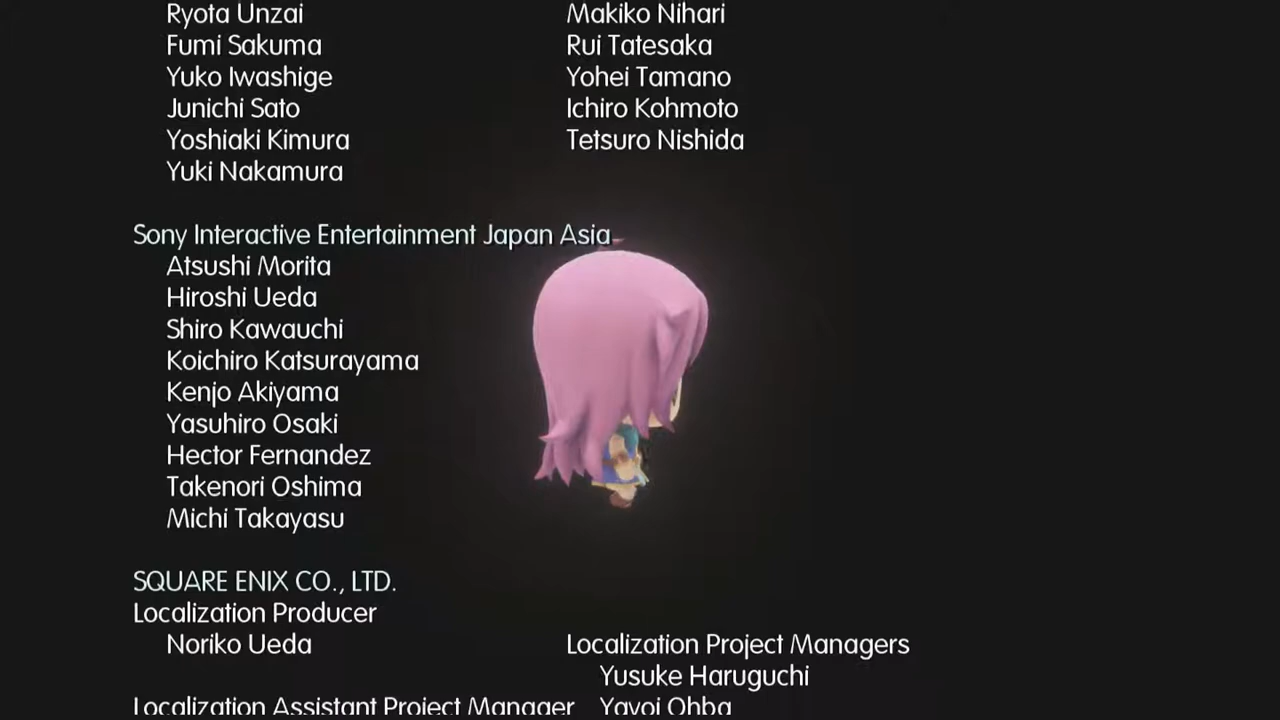 Ryota Unzai
Fumi Sakuma
Yuko Iwashige
Junichi Sato
Yoshiaki Kimura
Yuki Nakamura
Makiko Nihari
Rui Tatesaka
Yohei Tamano
Ichiro Kohmoto
Tetsuro Nishida
Sony Interactive Entertainment Japan Asia
Atsushi Morita
Hiroshi Ueda
Shiro Kawauchi
Koichiro Katsurayama
Kenjo Akiyama
Yasuhiro Osaki
Hector Fernandez
Takenori Oshima
Michi Takayasu
SQUARE ENIX CO., LTD.
Localization Producer
Noriko Ueda
Localization Assistant Project Manager
Localization Project Managers
Yusuke Haruguchi
Yayoi Ohba